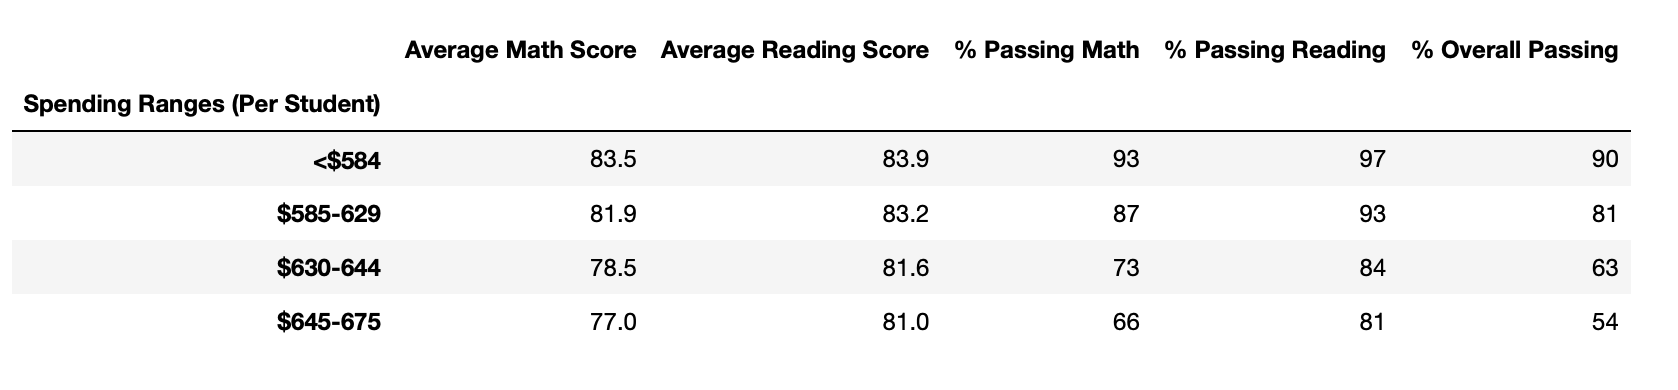 Average Math Score Average Reading Score % Passing Math % Passing Reading % Overall Passing
Spending Ranges (Per Student)
<$584 83.5 83.9 93 97 90
$585-629 81.9 83.2 87 93 81
$630-644 78.5 81.6 73 84 63
$645-675 77.0 81.0 66 81 54